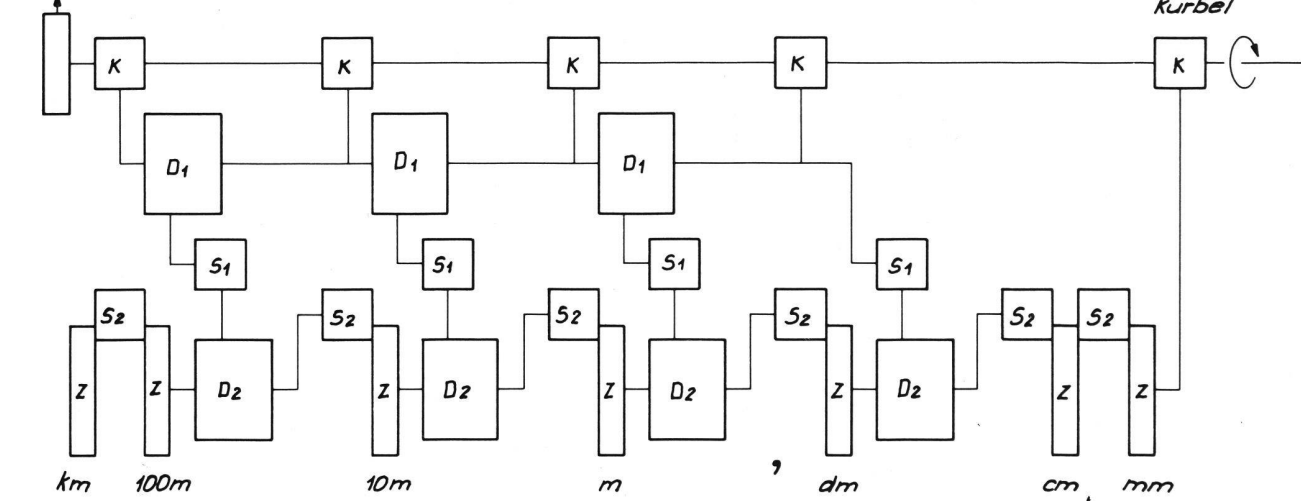 Kurbel
K K K K K
D1 D1 D1
S1 S1 S1 S1
S2 S2 S2 S2 S2 S2
Z Z D2 Z D2 Z D2 Z D2 Z Z
km 100m 10m m , dm cm mm